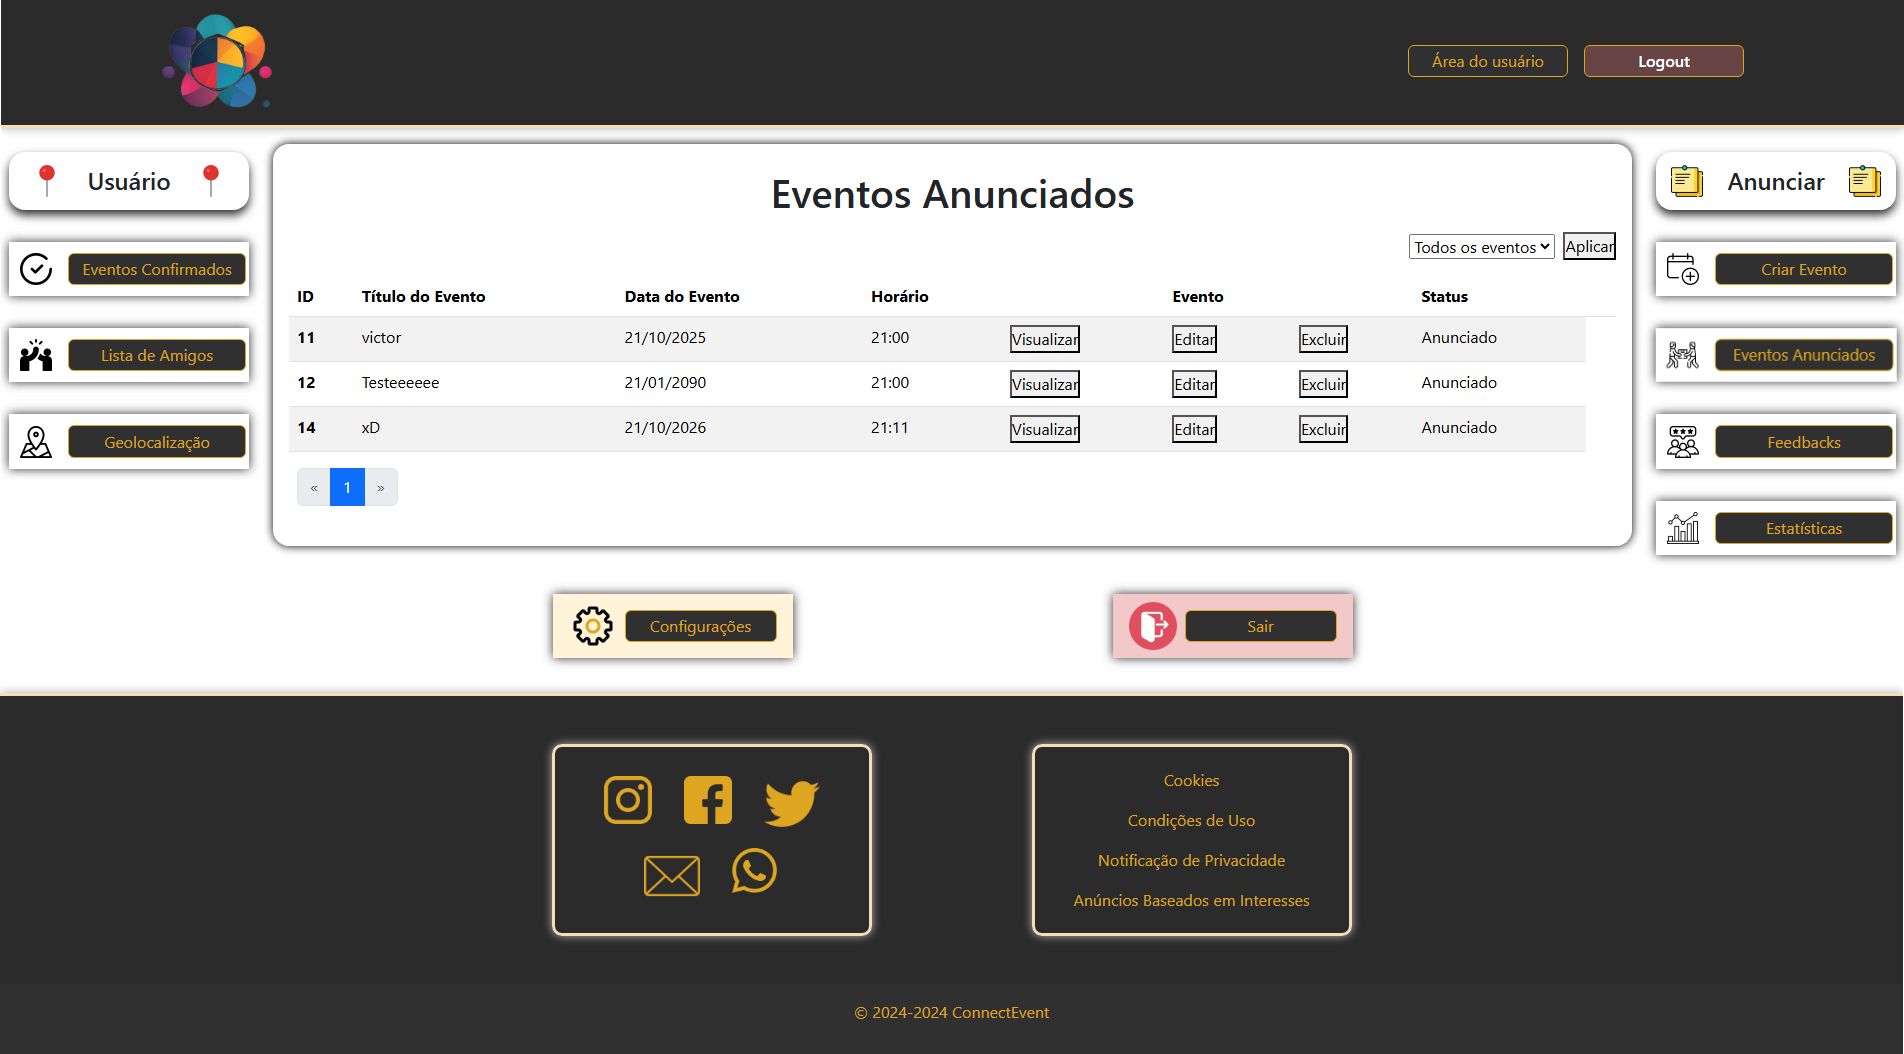 Área do usuário Logout
Usuário
Eventos Confirmados
Lista de Amigos
Geolocalização
Eventos Anunciados
Todos os eventos Aplicar
ID Título do Evento Data do Evento Horário Evento Status
11 victor 21/10/2025 21:00 Visualizar Editar Excluir Anunciado
12 Testeeeeee 21/01/2090 21:00 Visualizar Editar Excluir Anunciado
14 xD 21/10/2026 21:11 Visualizar Editar Excluir Anunciado
« 1 »
Anunciar
Criar Evento
Eventos Anunciados
Feedbacks
Estatísticas
Configurações Sair
Cookies
Condições de Uso
Notificação de Privacidade
Anúncios Baseados em Interesses
© 2024-2024 ConnectEvent